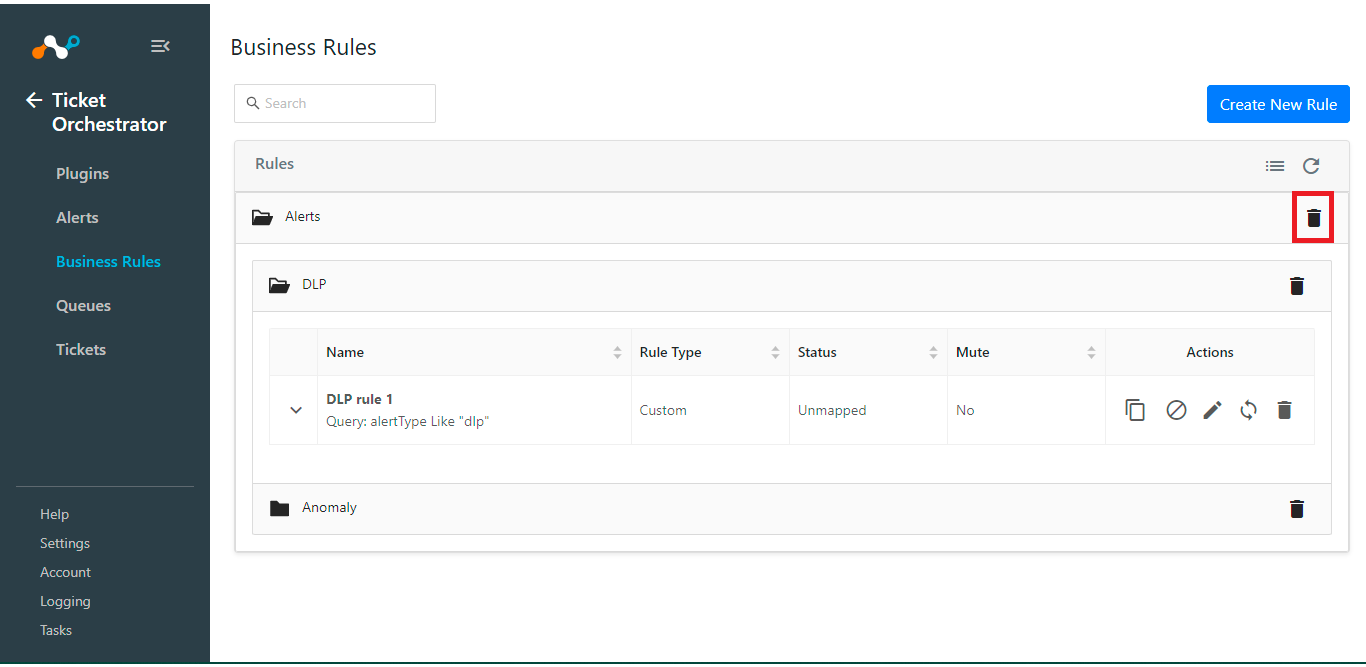 Business Rules
Ticket
Orchestrator
Plugins
Alerts
Business Rules
Queues
Tickets
Help
Settings
Account
Logging
Tasks
Search
Create New Rule
Rules
Alerts
DLP
Name Rule Type Status Mute Actions
DLP rule 1
Query: alertType Like "dlp"
Custom Unmapped No
Anomaly